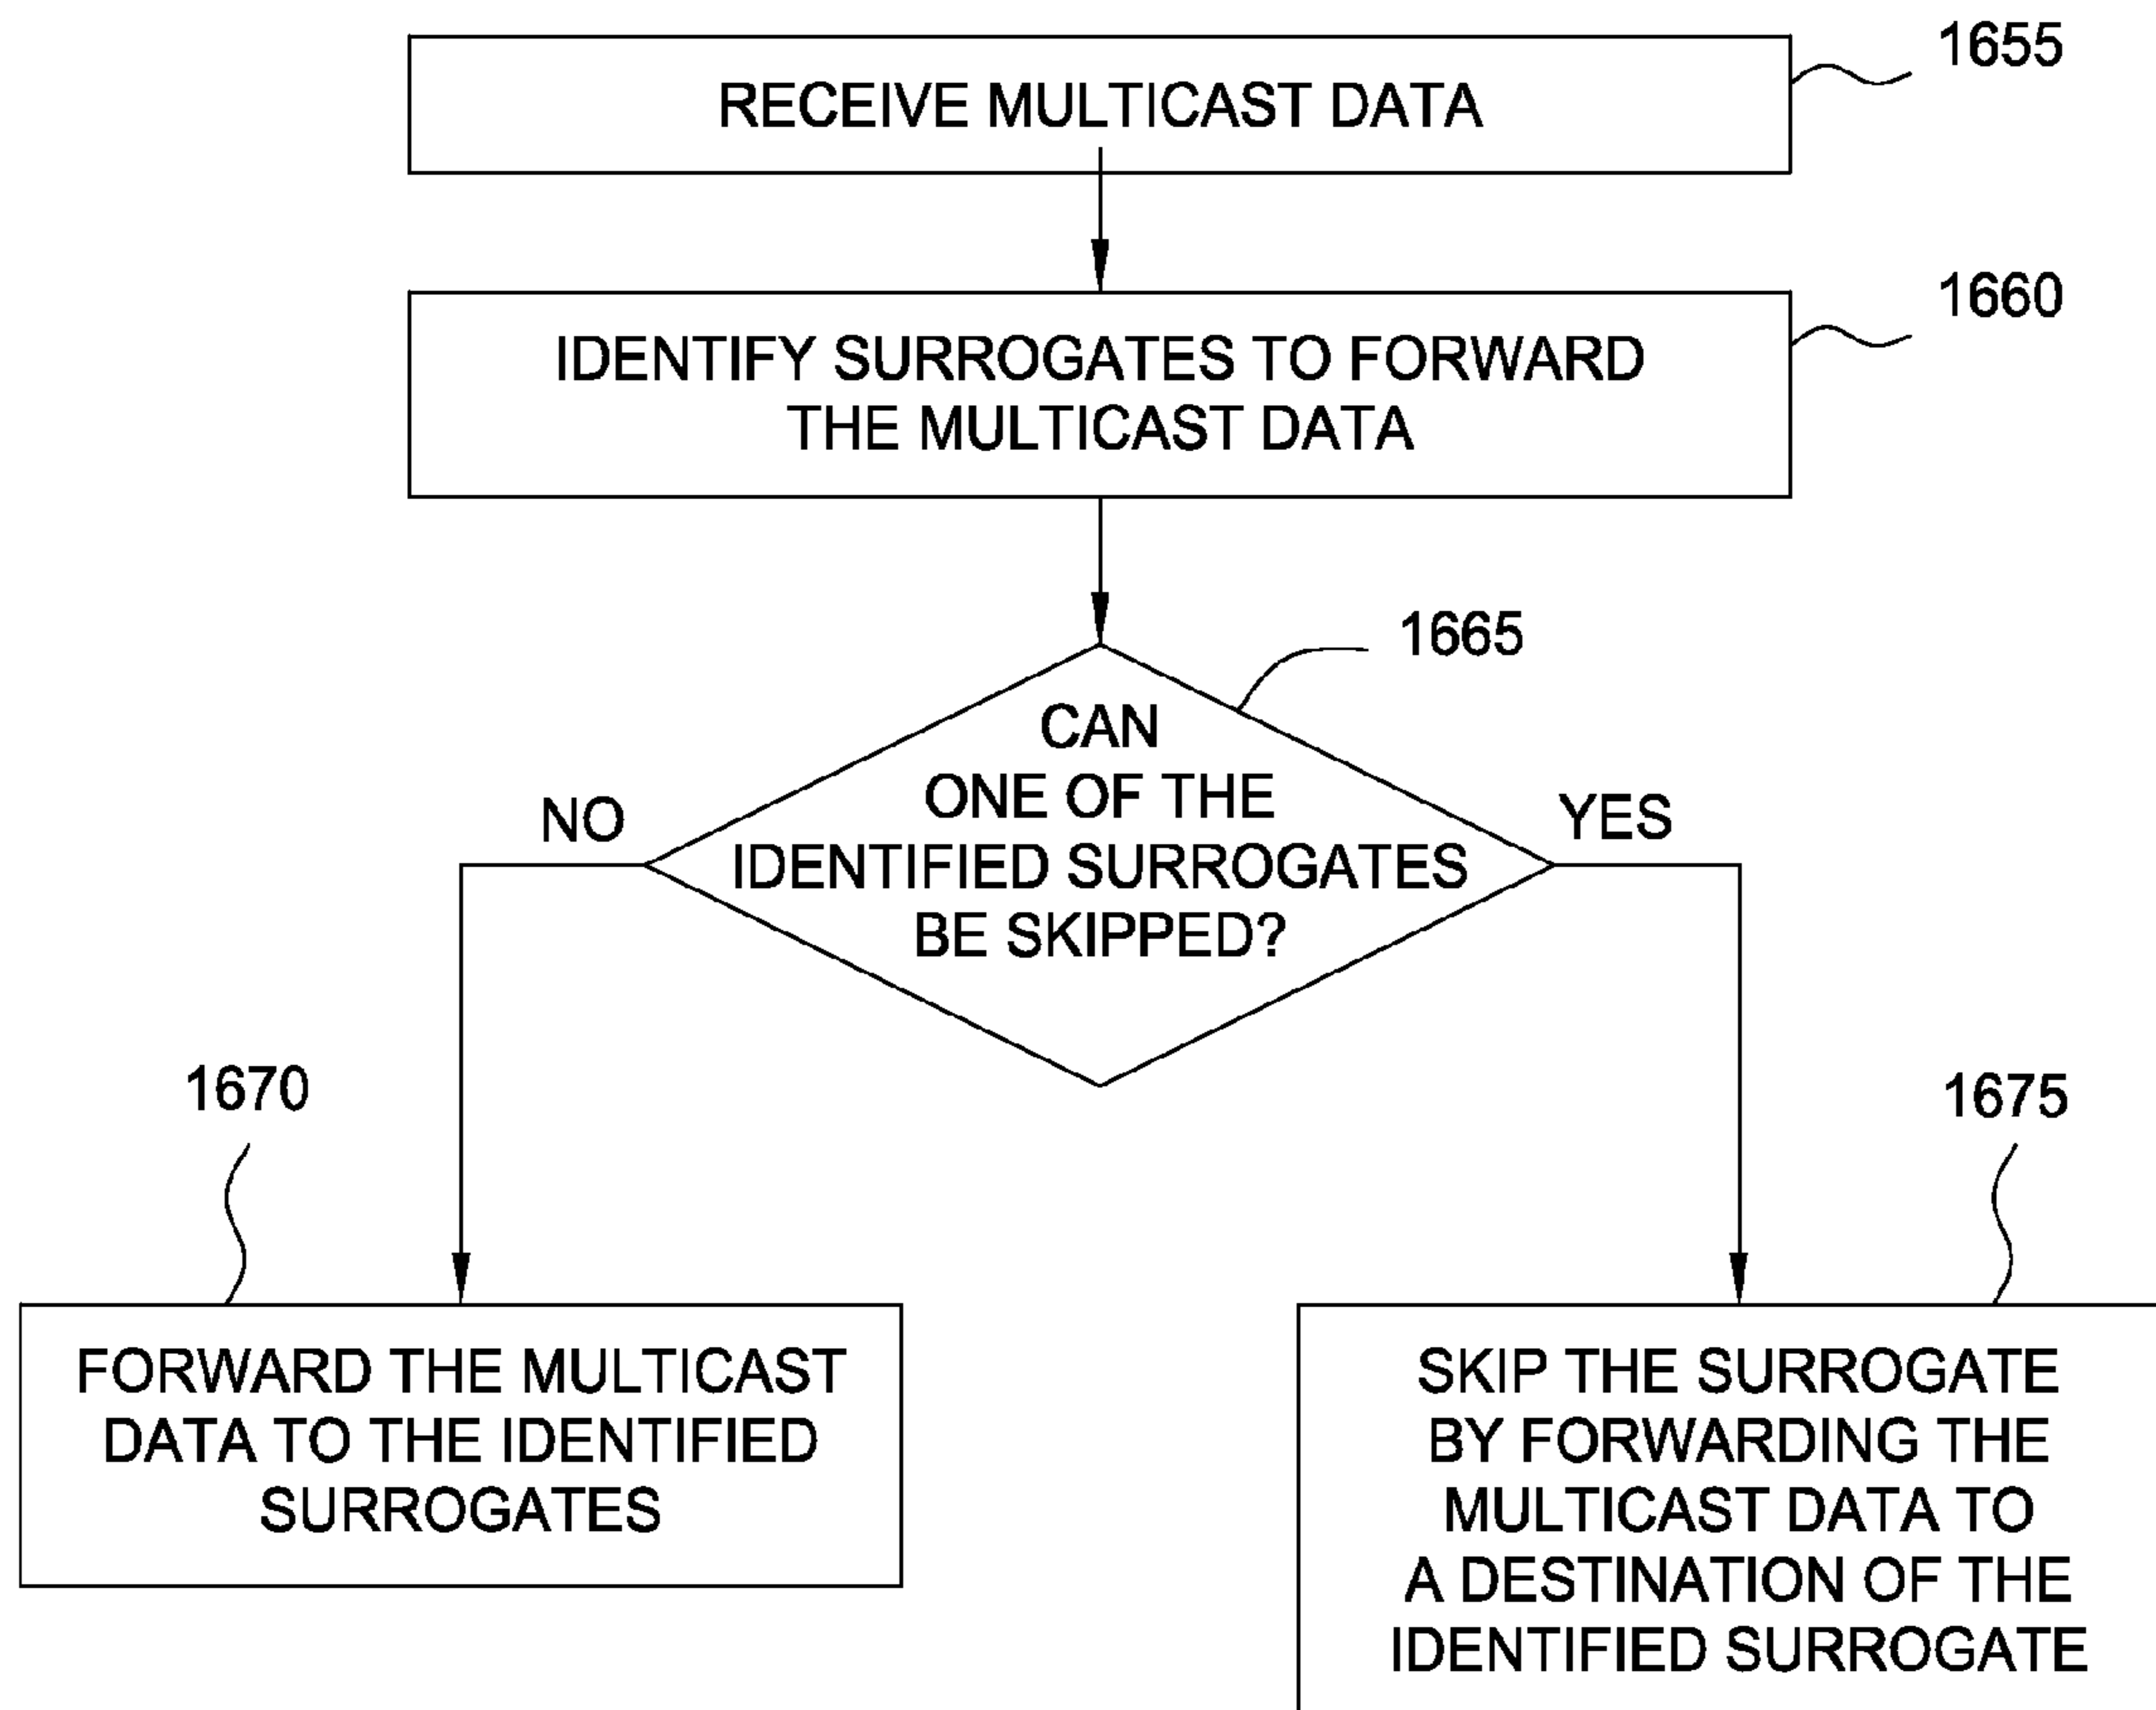 RECEIVE MULTICAST DATA
1655
IDENTIFY SURROGATES TO FORWARD
THE MULTICAST DATA
1660
1665
CAN
ONE OF THE
IDENTIFIED SURROGATES
BE SKIPPED?
NO
YES
1670
1675
FORWARD THE MULTICAST
DATA TO THE IDENTIFIED
SURROGATES
SKIP THE SURROGATE
BY FORWARDING THE
MULTICAST DATA TO
A DESTINATION OF THE
IDENTIFIED SURROGATE